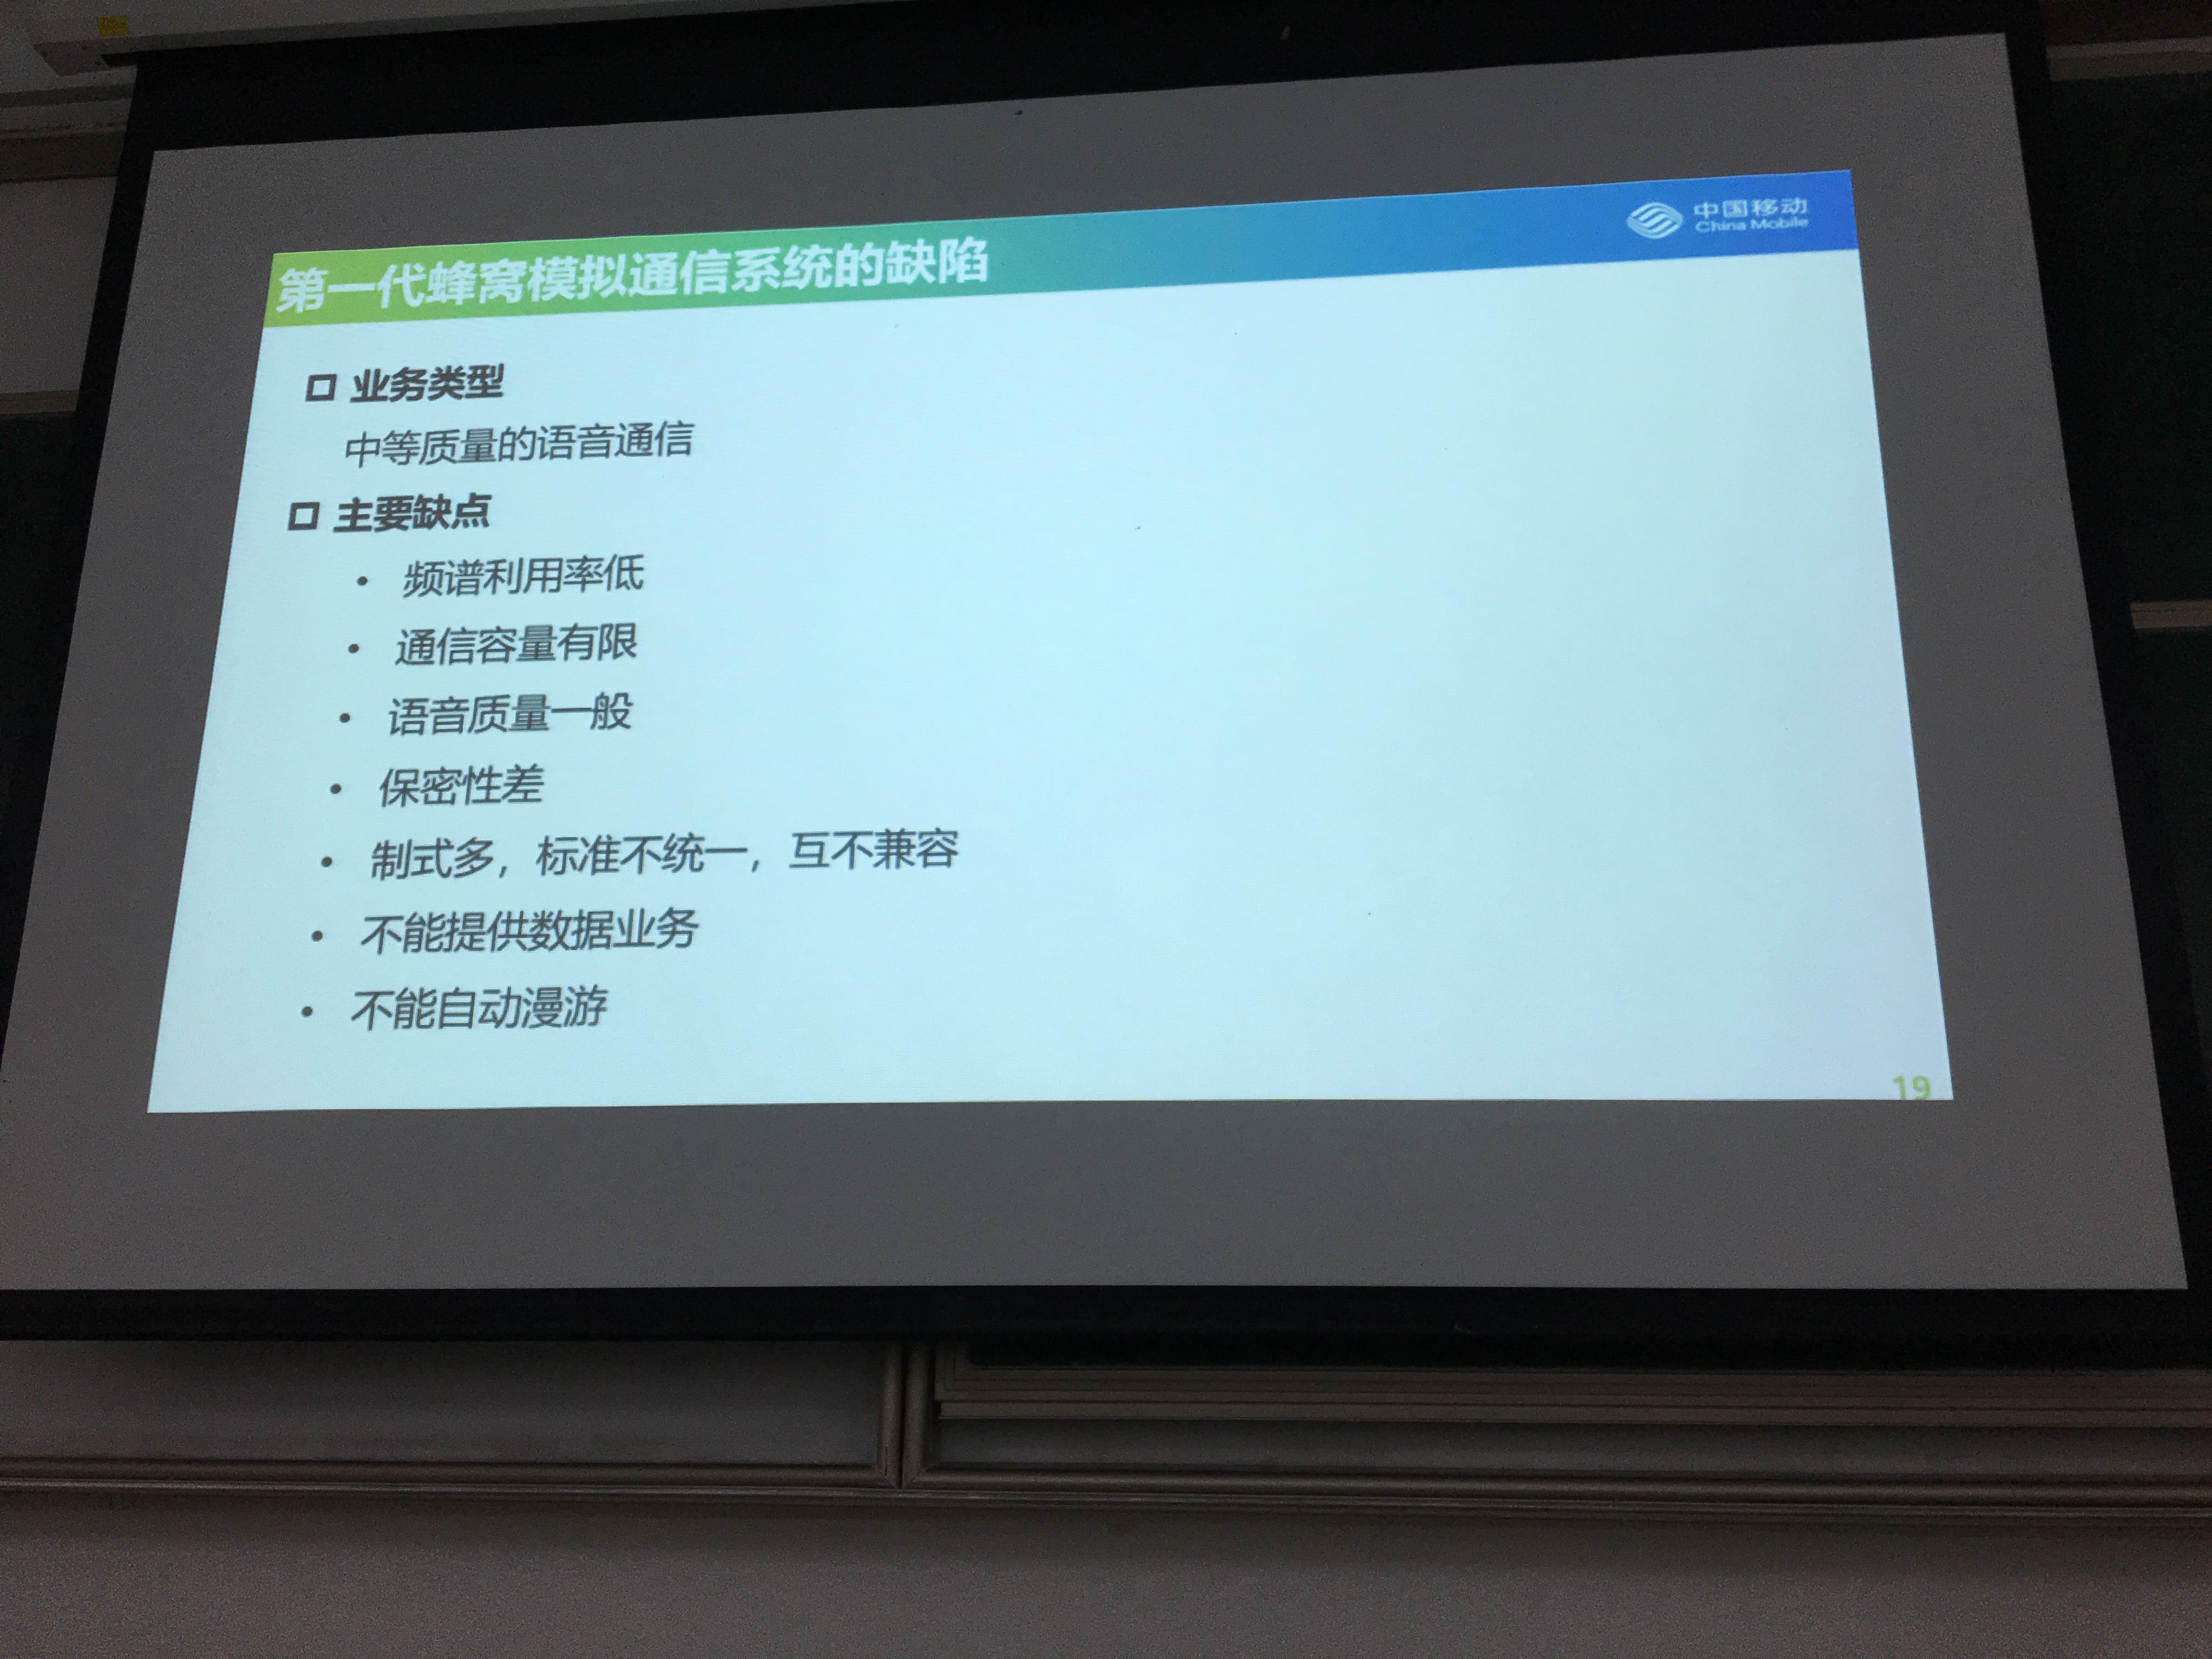 中国移动
China Mobile
第一代蜂窝模拟通信系统的缺陷
业务类型
中等质量的语音通信
主要缺点
• 频谱利用率低
• 通信容量有限
• 语音质量一般
• 保密性差
• 制式多，标准不统一，互不兼容
• 不能提供数据业务
• 不能自动漫游
19